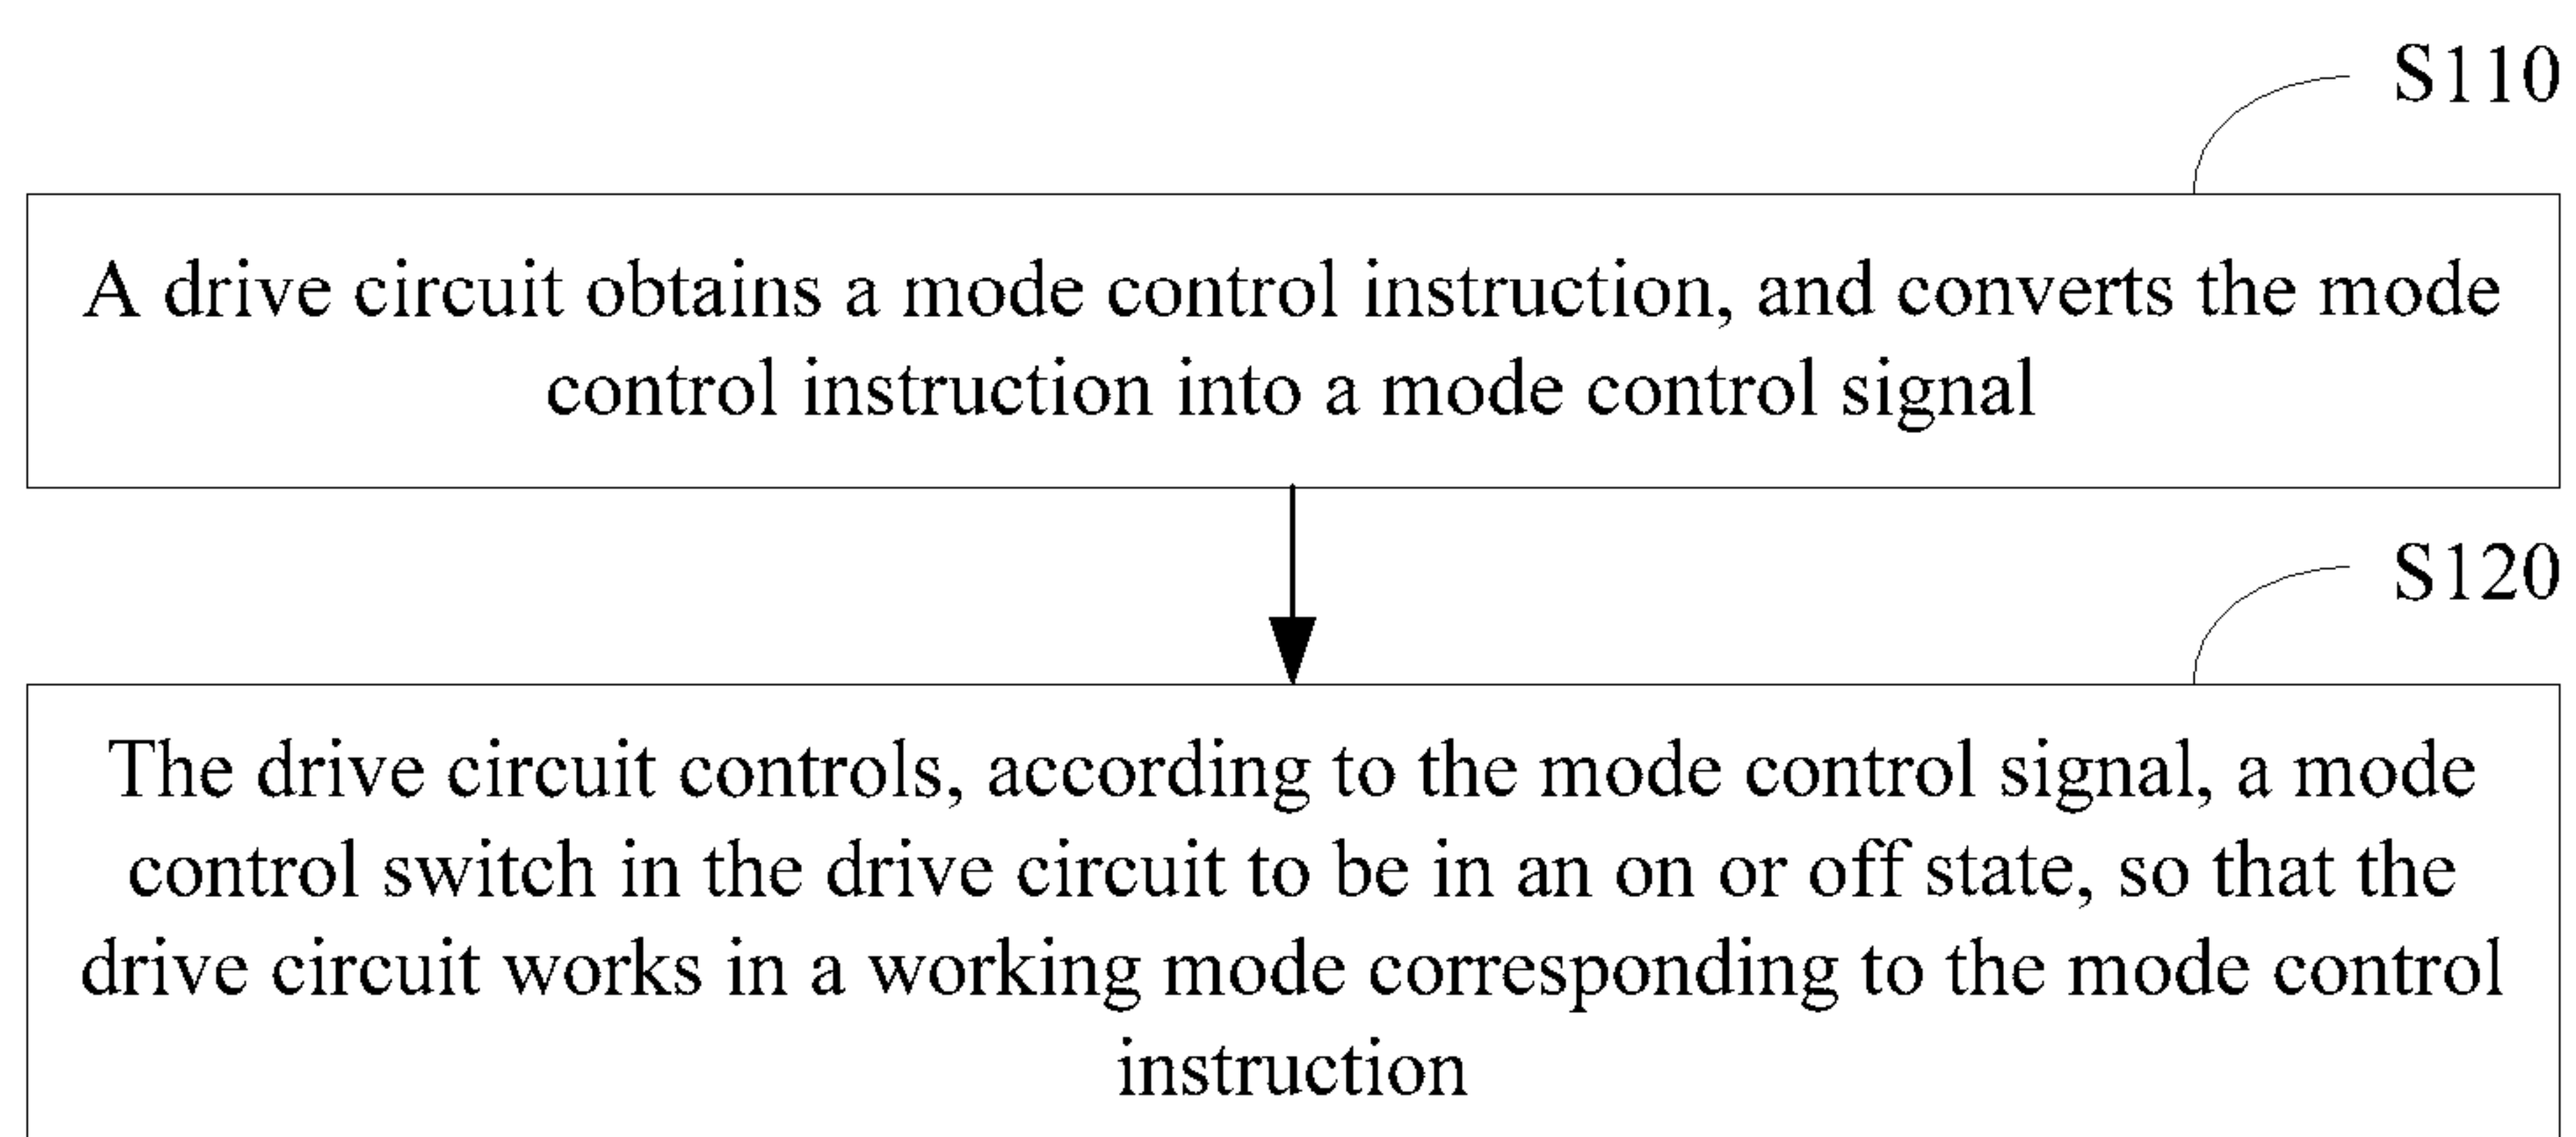 S110
A drive circuit obtains a mode control instruction, and converts the mode
control instruction into a mode control signal
S120
The drive circuit controls, according to the mode control signal, a mode
control switch in the drive circuit to be in an on or off state, so that the
drive circuit works in a working mode corresponding to the mode control
instruction